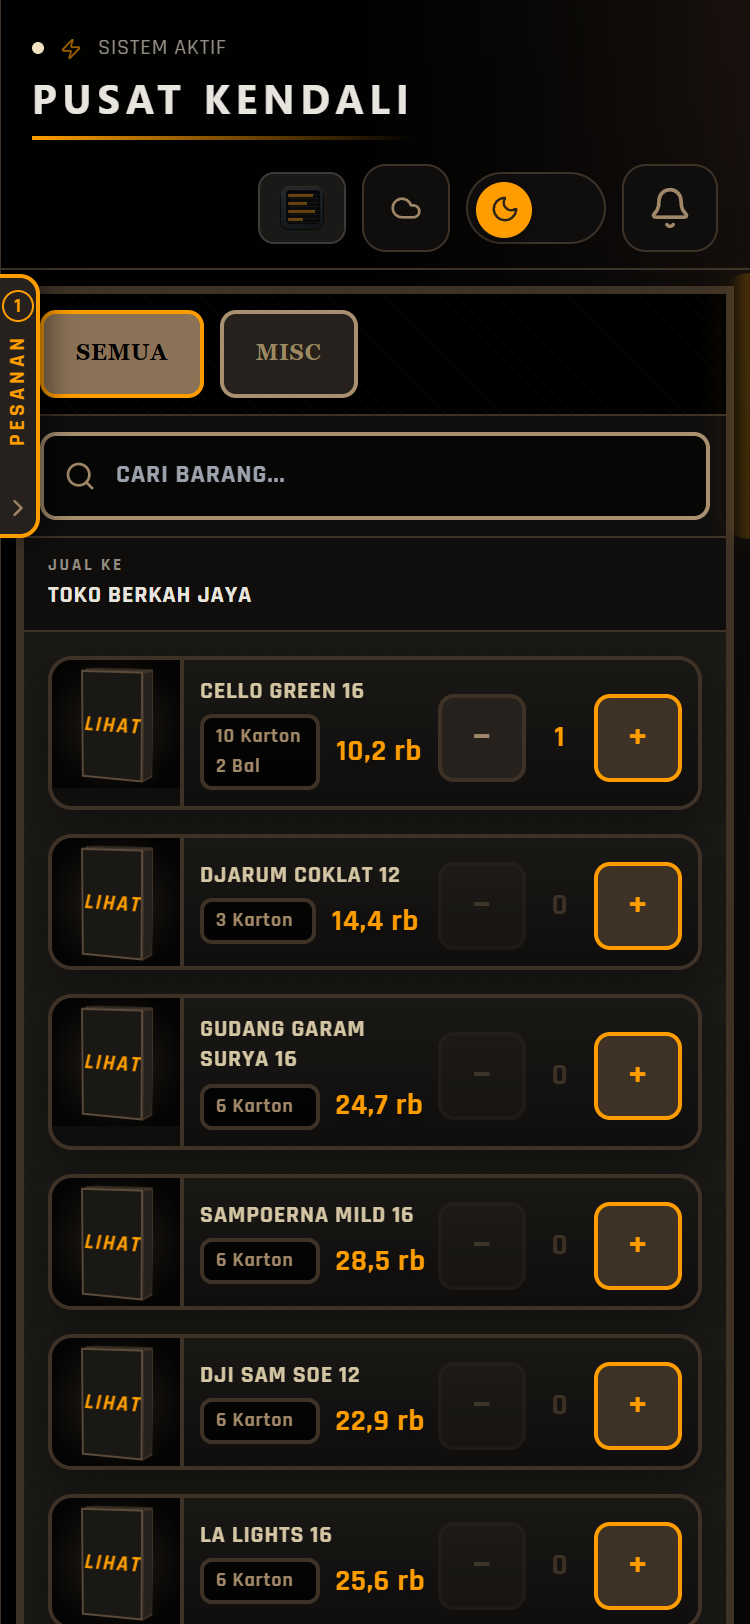 SISTEM AKTIF
PUSAT KENDALI
1
PESANAN
SEMUA
MISC
CARI BARANG...
JUAL KE
TOKO BERKAH JAYA
LIHAT
CELLO GREEN 16
10 Karton
2 Bal
10,2 rb
−
1
+
LIHAT
DJARUM COKLAT 12
3 Karton
14,4 rb
−
0
+
LIHAT
GUDANG GARAM
SURYA 16
6 Karton
24,7 rb
−
0
+
LIHAT
SAMPOERNA MILD 16
6 Karton
28,5 rb
−
0
+
LIHAT
DJI SAM SOE 12
6 Karton
22,9 rb
−
0
+
LIHAT
LA LIGHTS 16
6 Karton
25,6 rb
−
0
+